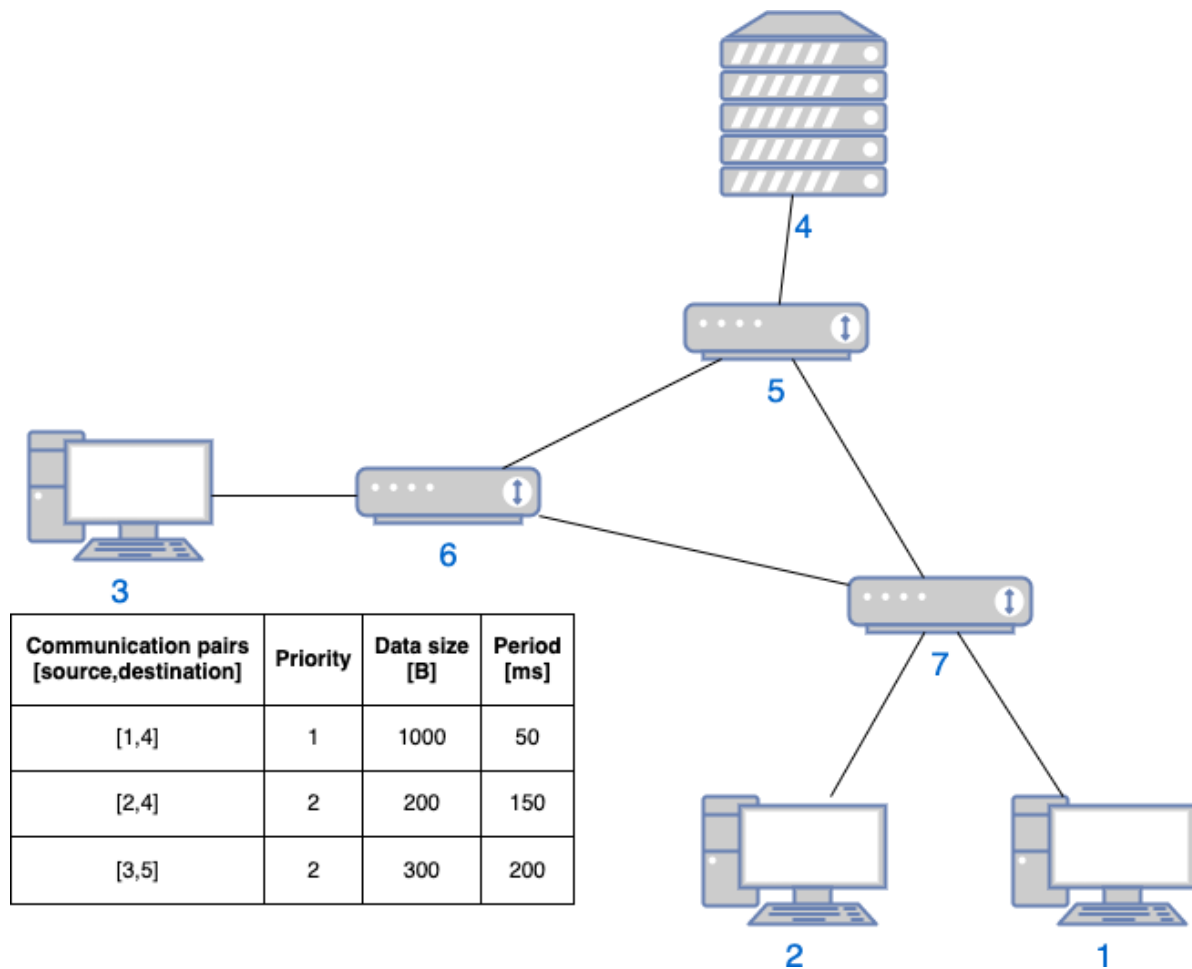 4
5
6
3
7
Communication pairs
[source,destination]
Priority
Data size
[B]
Period
[ms]
[1,4] 1 1000 50
[2,4] 2 200 150
[3,5] 2 300 200
2
1